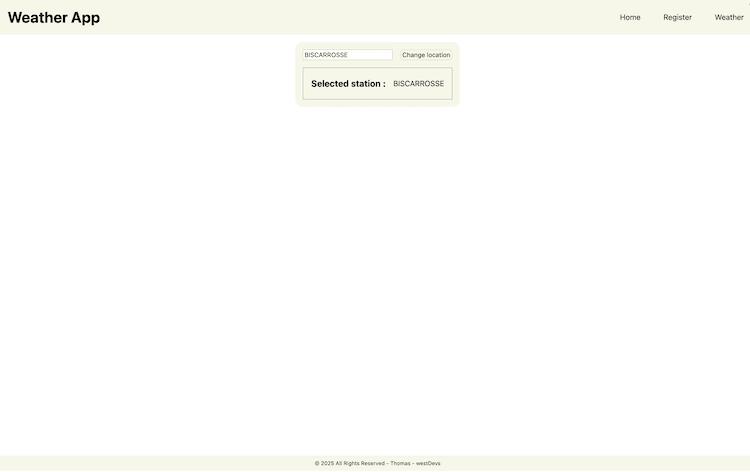 Weather App
Home Register Weather
BISCARROSSE Change location
Selected station : BISCARROSSE
© 2025 All Rights Reserved - Thomas - westDevs